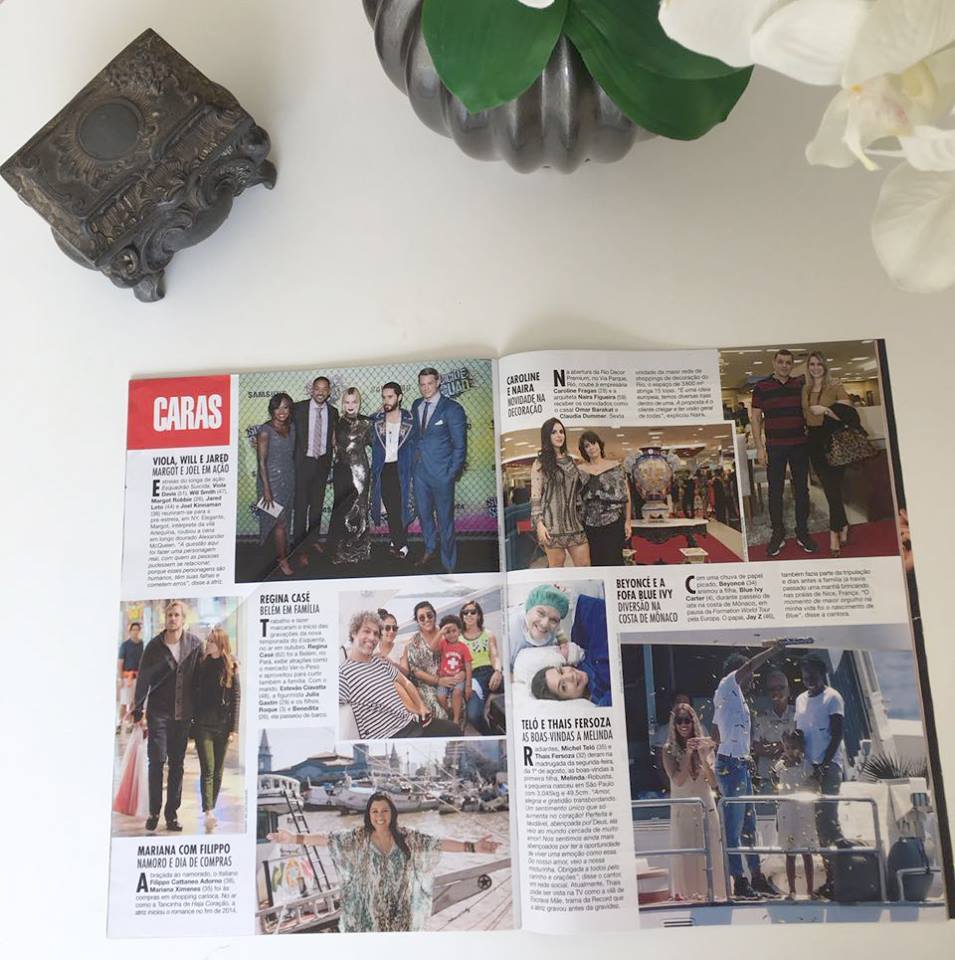 CARAS
VIOLA, WILL E JARED
MARGOT E JOEL EM AÇÃO
Estreias do longa de ação
Esquadrão Suicida, Viola
Davis (51), Will Smith (47),
Margot Robbie (26), Jared
Leto (44) e Joel Kinnaman
(36) reuniram-se para a
pré-estreia, em NY. Elegante,
Margot, intérprete da vilã
Arlequina, roubou a cena
em longo dourado Alexander
McQueen. "A questão aqui
foi fazer uma personagem
real, com quem as pessoas
pudessem se relacionar,
porque esses personagens são
humanos, têm suas falhas e
cometem erros", disse a atriz.
SAMSUNG
MARIANA COM FILIPPO
NAMORO E DIA DE COMPRAS
Abraçada ao namorado, o italiano
Filippo Cattaneo Adorno (38),
Mariana Ximenes (35) foi às
compras em shopping carioca. No ar
como a Tancinha de Haja Coração, a
atriz iniciou o romance no fim de 2014.
REGINA CASÉ
BELÉM EM FAMÍLIA
Trabalho e lazer
marcaram o início das
gravações da nova
temporada do Esquenta,
no ar em outubro. Regina
Casé (62) foi a Belém, no
Pará, exibir atrações como
o mercado Ver-o-Peso
e aproveitou para curtir
também a família. Com o
marido, Estevão Ciavatta
(48), a figurinista Julia
Gastin (29) e os filhos,
Roque (3) e Benedita
(26), ela passeou de barco.
CAROLINE
E NAIRA
NOVIDADE NA
DECORAÇÃO
Na abertura da Rio Decor
Premium, no Via Parque,
Rio, coube à empresária
Caroline Fragas (29) e à
arquiteta Naira Figueira (59)
receber os convidados como
o casal Omar Barakat e
Claudia Dummer. Sexta
unidade da maior rede de
shoppings de decoração do
Rio, o espaço de 3800 m²
abriga 15 lojas. "É uma ideia
europeia, temos diversas lojas
dentro de uma. A proposta é o
cliente chegar e ter visão geral
de todas", explicou Naira.
TELÓ E THAIS FERSOZA
AS BOAS-VINDAS A MELINDA
Radiantes, Michel Teló (35) e
Thais Fersoza (32) deram na
madrugada da segunda-feira,
dia 1º de agosto, as boas-vindas à
primeira filha, Melinda. Robusta,
a pequena nasceu em São Paulo
com 3.045kg e 49,5cm. "Amor,
alegria e gratidão transbordando.
Um sentimento único que só
aumenta no coração! Perfeita e
saudável, abençoada por Deus, ela
veio ao mundo cercada de muito
amor! Nos sentimos ainda mais
abençoados por ter a oportunidade
de viver uma emoção como essa.
Do nosso amor, veio a nossa
melzinha. Obrigada a todos pelo
carinho e orações", disse o cantor,
em rede social. Atualmente, Thais
pode ser vista na TV como a vilã de
Escrava Mãe, trama da Record que
a atriz gravou antes da gravidez.
BEYONCÉ E A
FOFA BLUE IVY
DIVERSÃO NA
COSTA DE MÔNACO
Com uma chuva de papel
picado, Beyoncé (34)
animou a filha, Blue Ivy
Carter (4), durante passeio de
iate na costa de Mônaco, em
pausa da Formation World Tour
pela Europa. O papai, Jay Z (46),
também fazia parte da tripulação
e dias antes a família já havia
passado uma manhã brincando
nas praias de Nice, França. "O
momento de maior orgulho na
minha vida foi o nascimento de
Blue", disse a cantora.